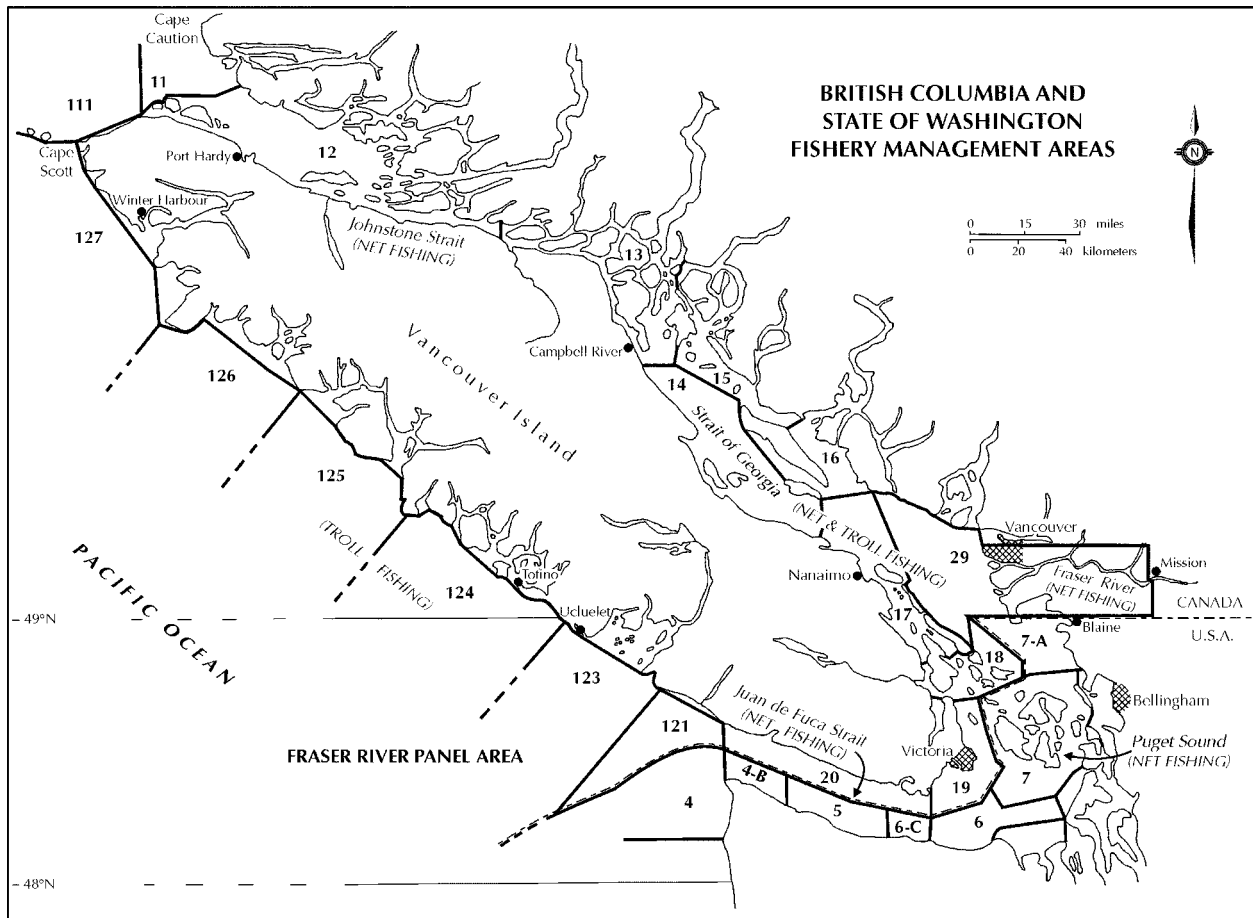 Cape
Caution
11
111
Cape
Scott
Port Hardy
12
Winter Harbour
127
Johnstone Strait
(NET FISHING)
13
BRITISH COLUMBIA AND
STATE OF WASHINGTON
FISHERY MANAGEMENT AREAS
N
0 15 30 miles
0 20 40 kilometers
Campbell River
126
Vancouver Island
14
15
Strait of Georgia
(NET & TROLL FISHING)
16
125
(TROLL
FISHING)
124
Tofino
Ucluelet
PACIFIC OCEAN
Vancouver
29
Nanaimo
Fraser River
(NET FISHING)
Mission
CANADA
U.S.A.
49°N
17
Blaine
7-A
18
123
Bellingham
Juan de Fuca Strait
(NET FISHING)
121
FRASER RIVER PANEL AREA
Victoria
Puget Sound
(NET FISHING)
4-B
20
19
7
4
5
6-C
6
48°N